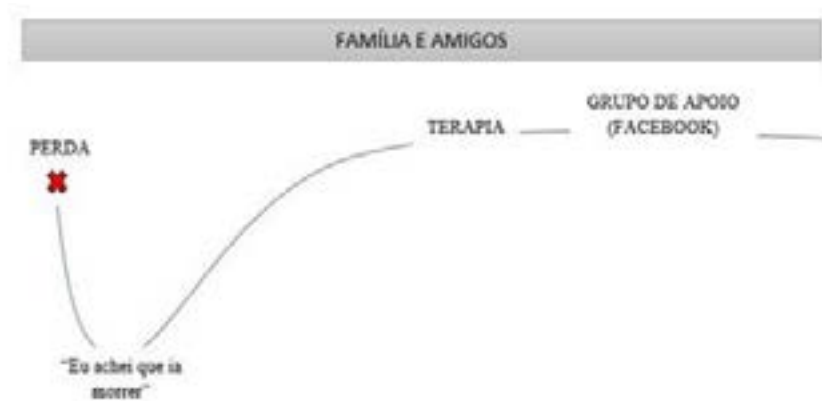 FAMÍLIA E AMIGOS
GRUPO DE APOIO
(FACEBOOK)
TERAPIA
PERDA
"Eu achei que ia
morrer"